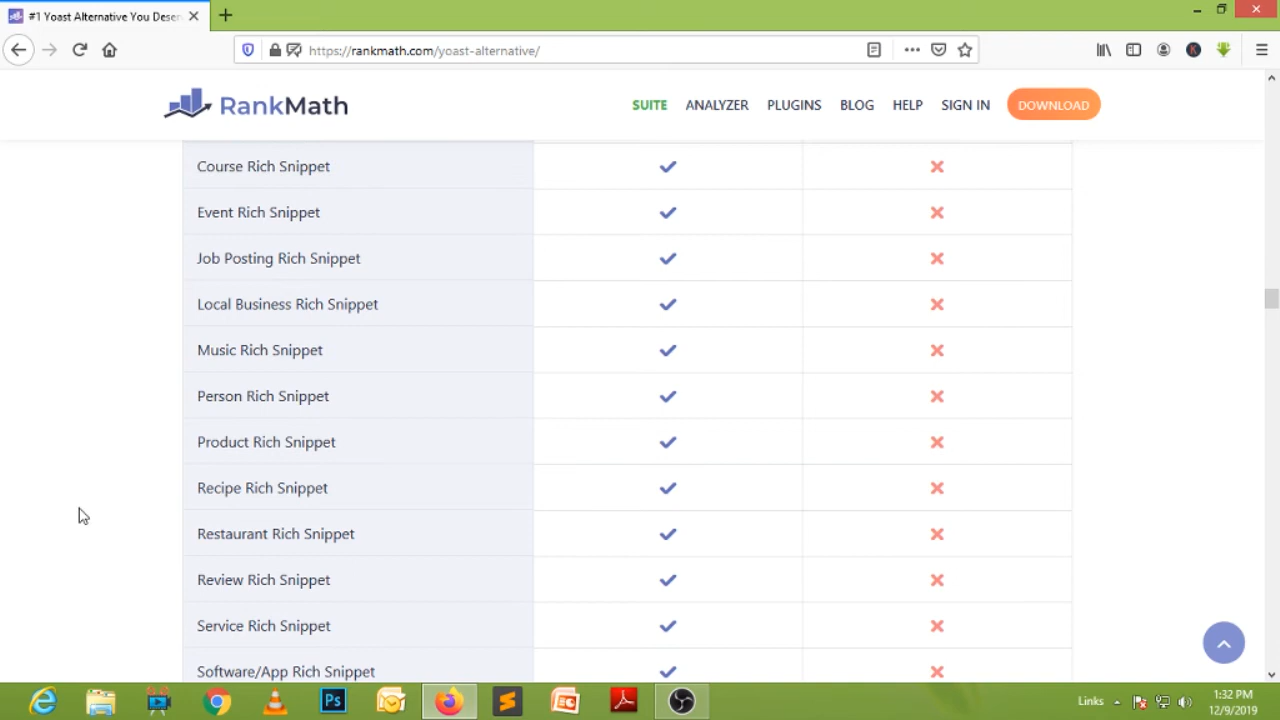 #1 Yoast Alternative You Deser
https://rankmath.com/yoast-alternative/
RankMath
SUITE
ANALYZER
PLUGINS
BLOG
HELP
SIGN IN
DOWNLOAD
Course Rich Snippet
Event Rich Snippet
Job Posting Rich Snippet
Local Business Rich Snippet
Music Rich Snippet
Person Rich Snippet
Product Rich Snippet
Recipe Rich Snippet
Restaurant Rich Snippet
Review Rich Snippet
Service Rich Snippet
Software/App Rich Snippet
K
Ps
Links
1:32 PM
12/9/2019